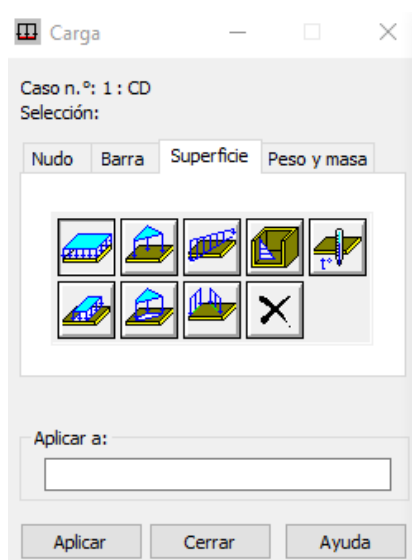 Carga
Caso n.º: 1 : CD
Selección:
Nudo Barra Superficie Peso y masa
t°
Aplicar a:
Aplicar Cerrar Ayuda